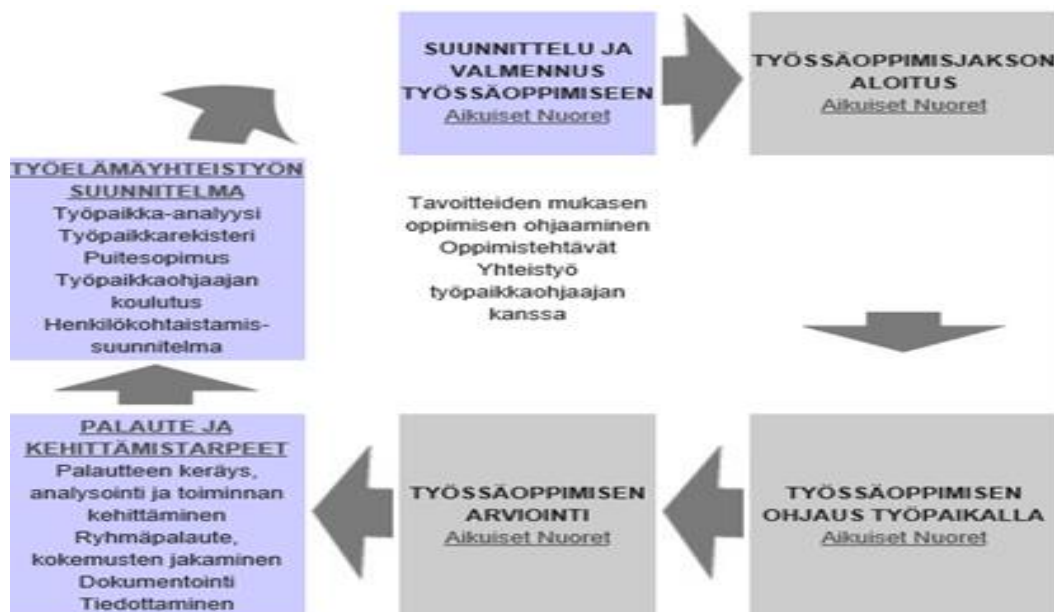 SUUNNITTELU JA
VALMENNUS
TYÖSSÄOPPIMISEEN
Aikuiset Nuoret
TYÖSSÄOPPIMISJAKSON
ALOITUS
Aikuiset Nuoret
TYÖELÄMÄYHTEISTYÖN
SUUNNITELMA
Työpaikka-analyysi
Työpaikkarekisteri
Puitesopimus
Työpaikkaohjaajan
koulutus
Henkilökohtaistamis-
suunnitelma
Tavoitteiden mukasen
oppimisen ohjaaminen
Oppimistehtävät
Yhteistyö
työpaikkaohjaajan
kanssa
PALAUTE JA
KEHITTÄMISTARPEET
Palautteen keräys,
analysointi ja toiminnan
kehittäminen
Ryhmäpalaute,
kokemusten jakaminen
Dokumentointi
Tiedottaminen
TYÖSSÄOPPIMISEN
ARVIOINTI
Aikuiset Nuoret
TYÖSSÄOPPIMISEN
OHJAUS TYÖPAIKALLA
Aikuiset Nuoret